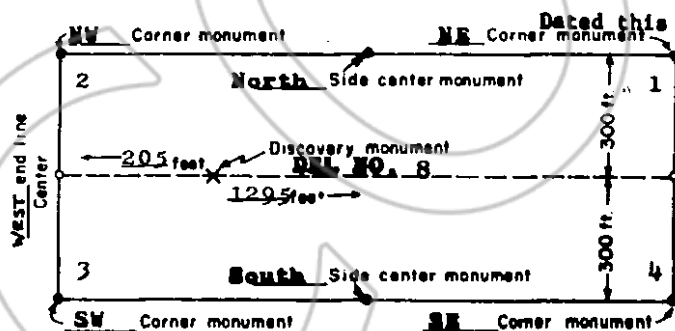 Dated this
NW Corner monument NE Corner monument
2 North Side center monument 1
300 ft.
Discovery monument
205 feet
DEL NO. 8
WEST end line
Center
1295 feet
300 ft.
3 South Side center monument 4
SW Corner monument SE Corner monument